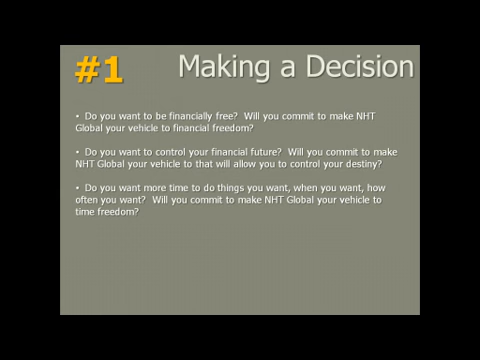 #1 Making a Decision
• Do you want to be financially free? Will you commit to make NHT
Global your vehicle to financial freedom?
• Do you want to control your financial future? Will you commit to make
NHT Global your vehicle to that will allow you to control your destiny?
• Do you want more time to do things you want, when you want, how
often you want? Will you commit to make NHT Global your vehicle to
time freedom?